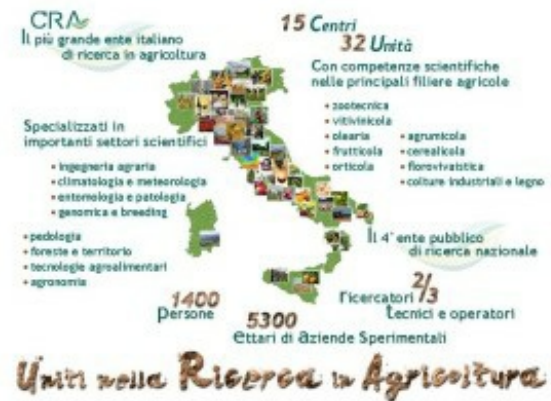 CRA
Il più grande ente italiano
di ricerca in agricoltura
15 Centri
32 Unità
Con competenze scientifiche
nelle principali filiere agricole
• zootecnica
• vitivinicola
• olearia
• frutticola
• orticola
• agrumicola
• cerealicola
• florovivaistica
• colture industriali e legno
Specializzati in
importanti settori scientifici
• ingegneria agraria
• climatologia e meteorologia
• entomologia e patologia
• genomica e breeding
• pedologia
• foreste e territorio
• tecnologie agroalimentari
• agronomia
Il 4° ente pubblico
di ricerca nazionale
1400
persone
2/3
ricercatori
tecnici e operatori
5300
ettari di aziende Sperimentali
Uniti nella Ricerca in Agricoltura